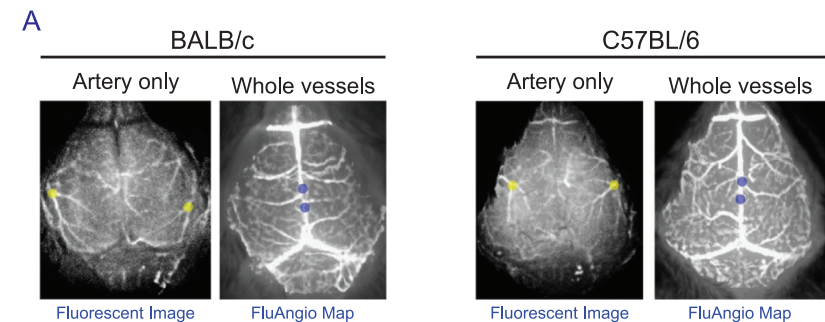 A
BALB/c
C57BL/6
Artery only
Whole vessels
Artery only
Whole vessels
Fluorescent Image
FluAngio Map
Fluorescent Image
FluAngio Map